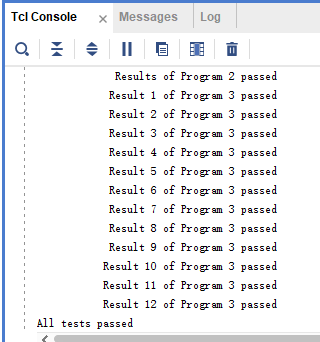 Tcl Console × Messages Log
Results of Program 2 passed
Result 1 of Program 3 passed
Result 2 of Program 3 passed
Result 3 of Program 3 passed
Result 4 of Program 3 passed
Result 5 of Program 3 passed
Result 6 of Program 3 passed
Result 7 of Program 3 passed
Result 8 of Program 3 passed
Result 9 of Program 3 passed
Result 10 of Program 3 passed
Result 11 of Program 3 passed
Result 12 of Program 3 passed
All tests passed